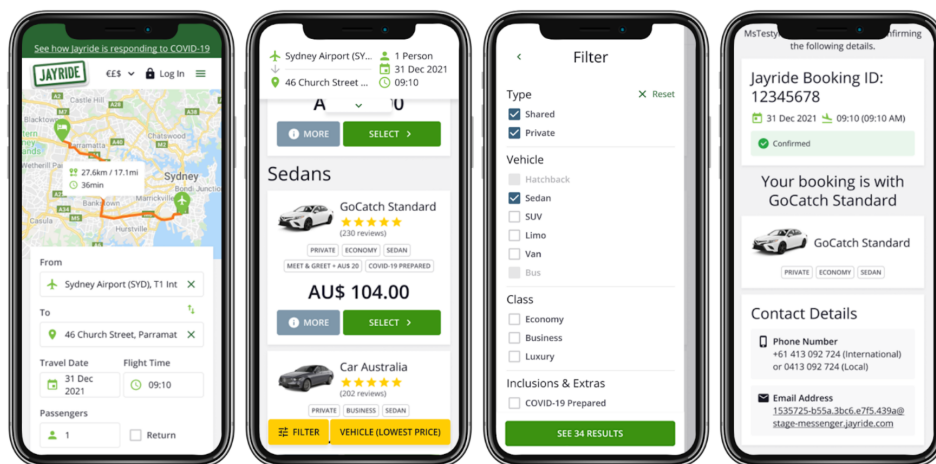 See how Jayride is responding to COVID-19
JAYRIDE
€£$
Log In
Castle Hill
Blacktown
Chatswood
Parramatta
27.6km / 17.1mi
36min
Sydney
Bondi Junction
Bankstown
Marrickville
Casula
Hurstville
From
Sydney Airport (SYD), T1 Int
To
46 Church Street, Parramat
Travel Date
Flight Time
31 Dec
2021
09:10
Passengers
1
Return
Sydney Airport (SY...
1 Person
31 Dec 2021
46 Church Street ...
09:10
MORE
SELECT >
Sedans
GoCatch Standard
(230 reviews)
PRIVATE
ECONOMY
SEDAN
MEET & GREET + AU$ 20
COVID-19 PREPARED
AU$ 104.00
MORE
SELECT >
Car Australia
(202 reviews)
PRIVATE
BUSINESS
SEDAN
FILTER
VEHICLE (LOWEST PRICE)
Filter
Type
Reset
Shared
Private
Vehicle
Hatchback
Sedan
SUV
Limo
Van
Bus
Class
Economy
Business
Luxury
Inclusions & Extras
COVID-19 Prepared
SEE 34 RESULTS
the following details.
Jayride Booking ID:
12345678
31 Dec 2021
09:10 (09:10 AM)
Confirmed
Your booking is with
GoCatch Standard
GoCatch Standard
PRIVATE
ECONOMY
SEDAN
Contact Details
Phone Number
+61 413 092 724 (International)
or 0413 092 724 (Local)
Email Address
1535725-b55a.3bc6.e7f5.439a@
stage-messenger.jayride.com